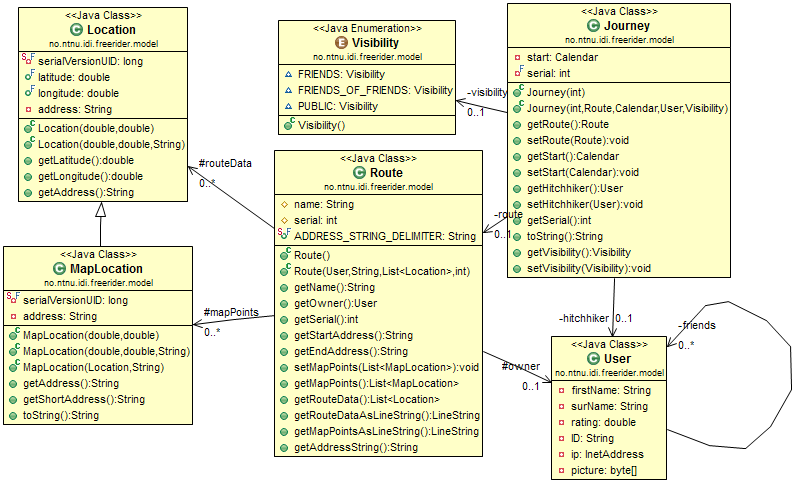 <<Java Class>>
Location
no.ntnu.idi.freerider.model
serialVersionUID: long
latitude: double
longitude: double
address: String
Location(double,double)
Location(double,double,String)
getLatitude():double
getLongitude():double
getAddress():String
<<Java Enumeration>>
Visibility
no.ntnu.idi.freerider.model
FRIENDS: Visibility
FRIENDS_OF_FRIENDS: Visibility
PUBLIC: Visibility
Visibility()
<<Java Class>>
Journey
no.ntnu.idi.freerider.model
start: Calendar
serial: int
Journey(int)
Journey(int,Route,Calendar,User,Visibility)
getRoute():Route
setRoute(Route):void
getStart():Calendar
setStart(Calendar):void
getHitchhiker():User
setHitchhiker(User):void
getSerial():int
toString():String
getVisibility():Visibility
setVisibility(Visibility):void
-visibility
0..1
#routeData
0..*
<<Java Class>>
Route
no.ntnu.idi.freerider.model
name: String
serial: int
ADDRESS_STRING_DELIMITER: String
Route()
Route(User,String,List<Location>,int)
getName():String
getOwner():User
getSerial():int
getStartAddress():String
getEndAddress():String
setMapPoints(List<MapLocation>):void
getMapPoints():List<MapLocation>
getRouteData():List<Location>
getRouteDataAsLineString():LineString
getMapPointsAsLineString():LineString
getAddressString():String
-route
0..1
<<Java Class>>
MapLocation
no.ntnu.idi.freerider.model
serialVersionUID: long
address: String
MapLocation(double,double)
MapLocation(double,double,String)
MapLocation(Location,String)
getAddress():String
getShortAddress():String
toString():String
#mapPoints
0..*
-hitchhiker
0..1
-friends
0..*
#owner
0..1
<<Java Class>>
User
no.ntnu.idi.freerider.model
firstName: String
surName: String
rating: double
ID: String
ip: InetAddress
picture: byte[]